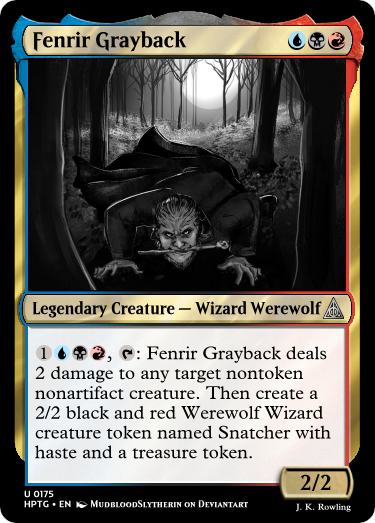 Fenrir Grayback
Legendary Creature — Wizard Werewolf
1 , : Fenrir Grayback deals
2 damage to any target nontoken
nonartifact creature. Then create a
2/2 black and red Werewolf Wizard
creature token named Snatcher with
haste and a treasure token.
2/2
U 0175
HPTG • EN MudbloodSlytherin on Deviantart
J. K. Rowling